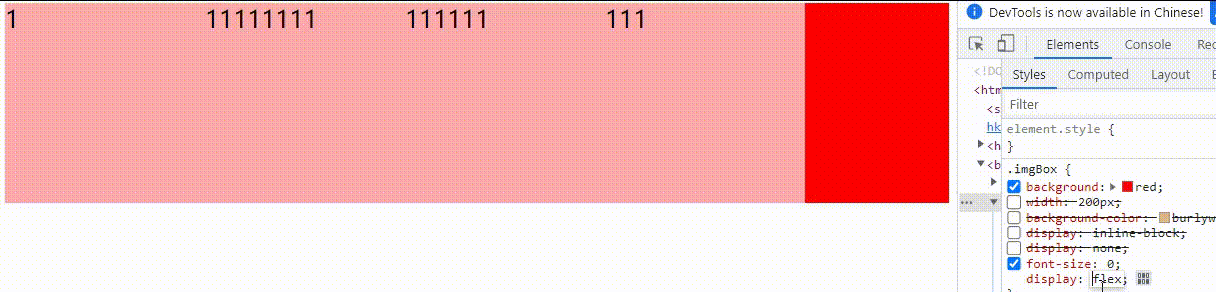 1 11111111 111111 111
DevTools is now available in Chinese!
Elements Console Rec
Styles Computed Layout
Filter
<!DO
<htm
<s
hk
<h
<b
element.style {
}
.imgBox {
background: red;
width: 200px;
background-color: burlyw
display: inline-block;
display: none;
font-size: 0;
display: flex;